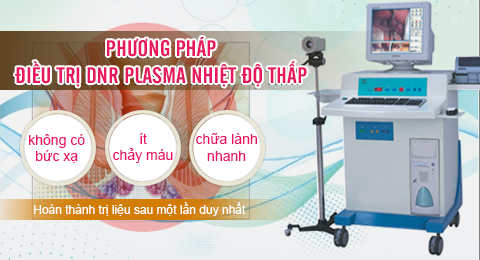 PHƯƠNG PHÁP
ĐIỀU TRỊ DNR PLASMA NHIỆT ĐỘ THẤP
không có
bức xạ
ít
chảy máu
chữa lành
nhanh
Hoàn thành trị liệu sau một lần duy nhất